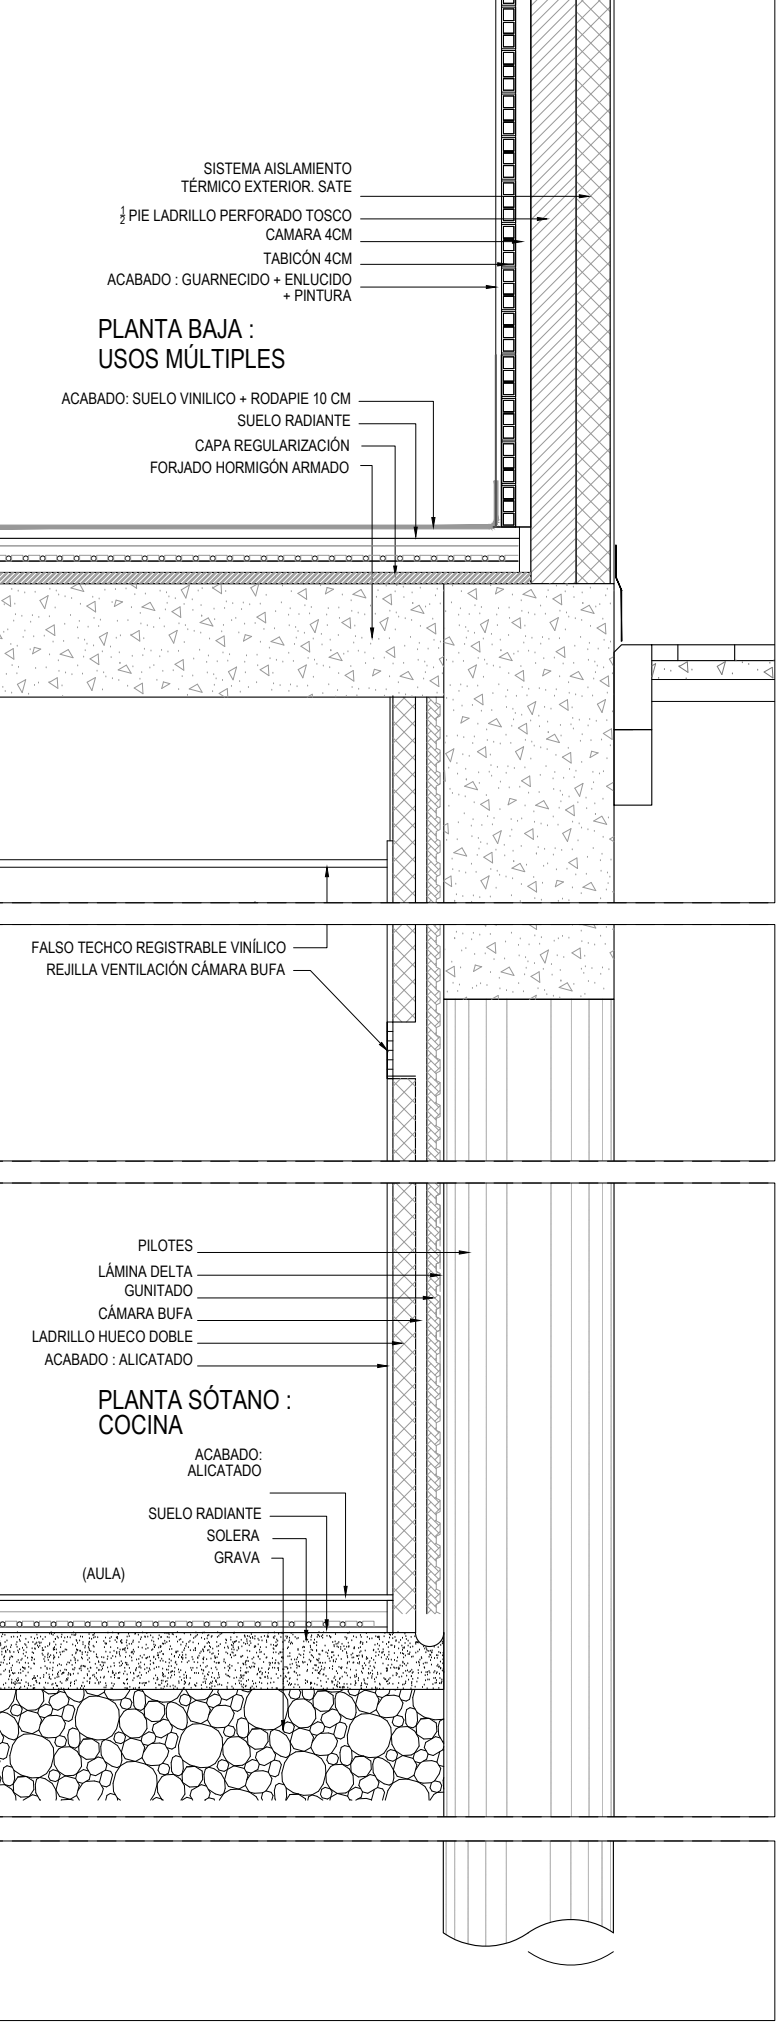 SISTEMA AISLAMIENTO
TÉRMICO EXTERIOR. SATE
½ PIE LADRILLO PERFORADO TOSCO
CAMARA 4CM
TABICÓN 4CM
ACABADO : GUARNECIDO + ENLUCIDO
+ PINTURA
PLANTA BAJA :
USOS MÚLTIPLES
ACABADO: SUELO VINILICO + RODAPIE 10 CM
SUELO RADIANTE
CAPA REGULARIZACIÓN
FORJADO HORMIGÓN ARMADO
FALSO TECHCO REGISTRABLE VINÍLICO
REJILLA VENTILACIÓN CÁMARA BUFA
PILOTES
LÁMINA DELTA
GUNITADO
CÁMARA BUFA
LADRILLO HUECO DOBLE
ACABADO : ALICATADO
PLANTA SÓTANO :
COCINA
ACABADO:
ALICATADO
SUELO RADIANTE
SOLERA
GRAVA
(AULA)